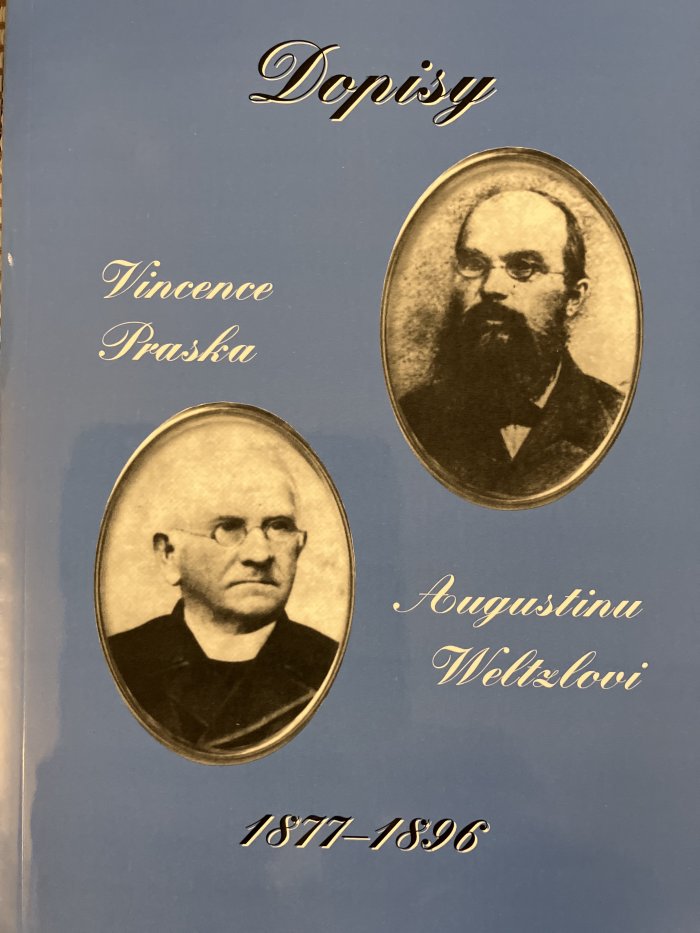 Dopisy
Vincence
Praska
Augustinu
Weltzlovi
1877–1896